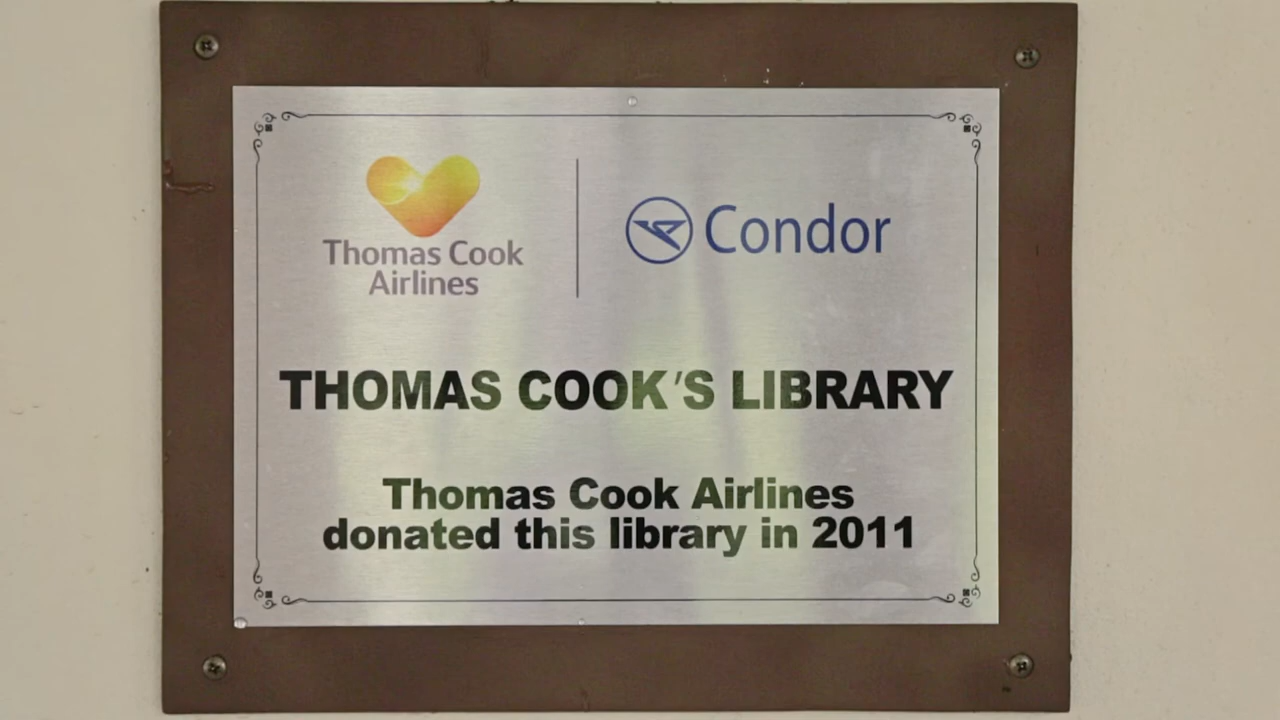 Thomas Cook
Airlines
Condor
THOMAS COOK'S LIBRARY
Thomas Cook Airlines
donated this library in 2011